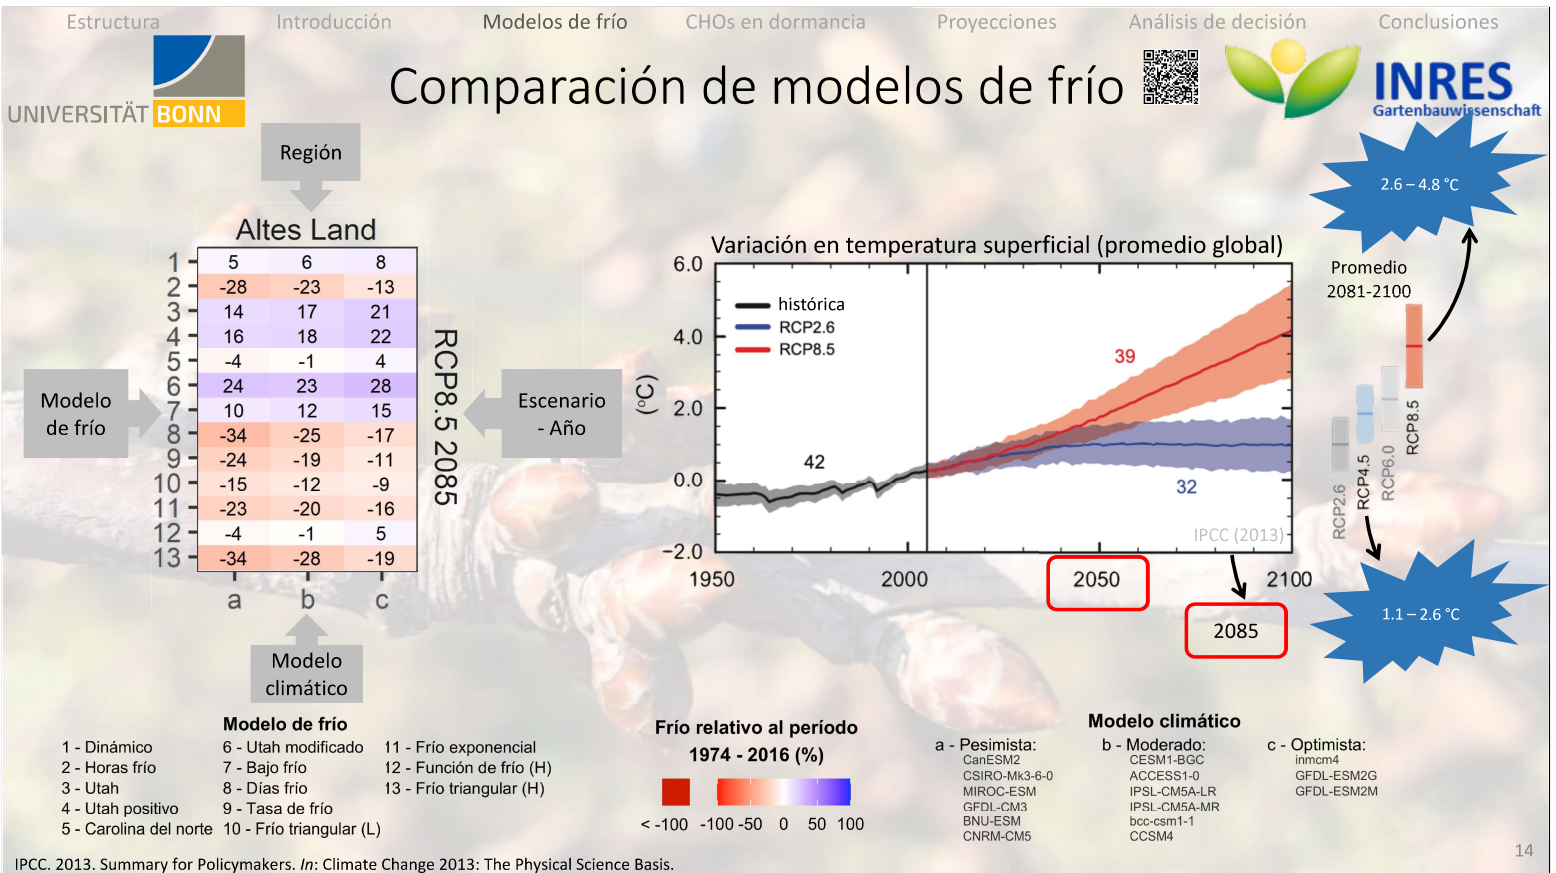 Estructura Introducción Modelos de frío CHOs en dormancia Proyecciones Análisis de decisión Conclusiones
UNIVERSITÄT BONN
Comparación de modelos de frío
INRES
Gartenbauwissenschaft
Región
Altes Land
1 5 6 8
2 -28 -23 -13
3 14 17 21
4 16 18 22
5 -4 -1 4
6 24 23 28
7 10 12 15
8 -34 -25 -17
9 -24 -19 -11
10 -15 -12 -9
11 -23 -20 -16
12 -4 -1 5
13 -34 -28 -19
a b c
RCP8.5 2085
Modelo
de frío
Escenario
- Año
Modelo
climático
Variación en temperatura superficial (promedio global)
(°C)
6.0
4.0
2.0
0.0
−2.0
histórica
RCP2.6
RCP8.5
39
42
32
IPCC (2013)
1950 2000 2050 2100
2085
2.6 – 4.8 °C
Promedio
2081-2100
RCP2.6
RCP4.5
RCP6.0
RCP8.5
1.1 – 2.6 °C
Modelo de frío
1 - Dinámico
2 - Horas frío
3 - Utah
4 - Utah positivo
5 - Carolina del norte
6 - Utah modificado
7 - Bajo frío
8 - Días frío
9 - Tasa de frío
10 - Frío triangular (L)
11 - Frío exponencial
12 - Función de frío (H)
13 - Frío triangular (H)
Frío relativo al período
1974 - 2016 (%)
< -100 -100 -50 0 50 100
Modelo climático
a - Pesimista:
CanESM2
CSIRO-Mk3-6-0
MIROC-ESM
GFDL-CM3
BNU-ESM
CNRM-CM5
b - Moderado:
CESM1-BGC
ACCESS1-0
IPSL-CM5A-LR
IPSL-CM5A-MR
bcc-csm1-1
CCSM4
c - Optimista:
inmcm4
GFDL-ESM2G
GFDL-ESM2M
14
IPCC. 2013. Summary for Policymakers. In: Climate Change 2013: The Physical Science Basis.